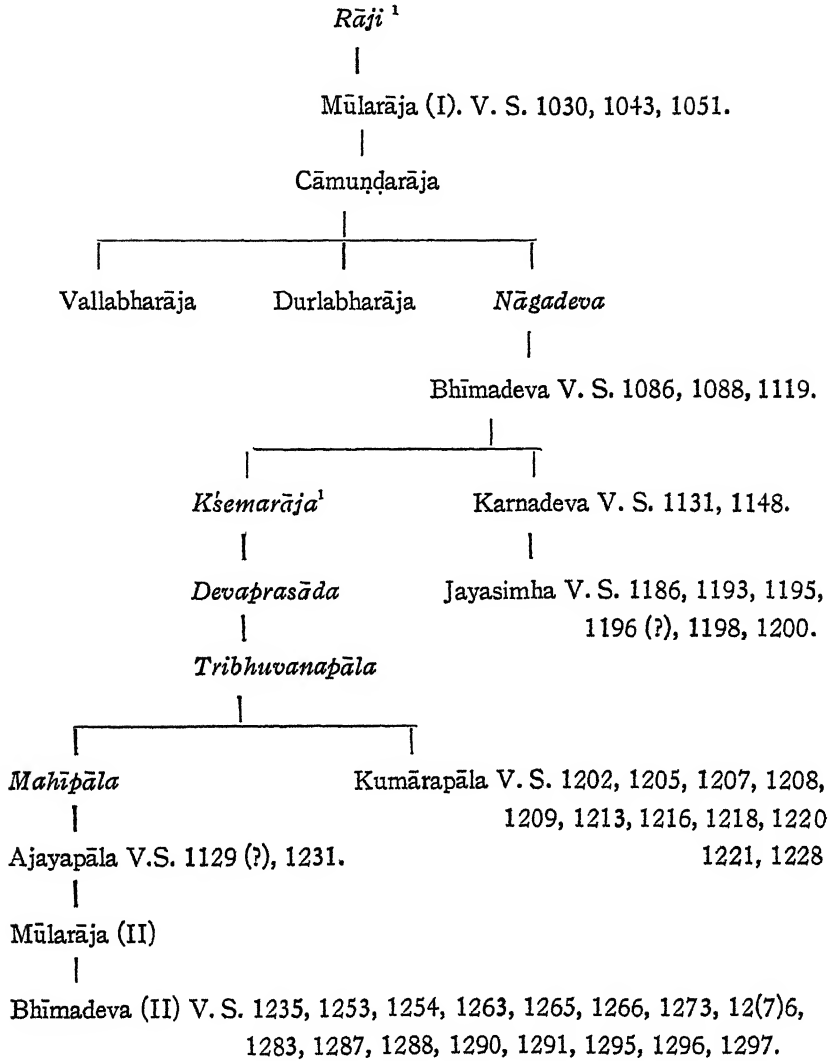 Rāji ¹
Mūlarāja (I). V. S. 1030, 1043, 1051.
Cāmuṇḍarāja
Vallabharāja Durlabharāja Nāgadeva
Bhīmadeva V. S. 1086, 1088, 1119.
Kśemarāja¹ Karnadeva V. S. 1131, 1148.
Devaprasāda Jayasimha V. S. 1186, 1193, 1195,
1196 (?), 1198, 1200.
Tribhuvanapāla
Mahīpāla Kumārapāla V. S. 1202, 1205, 1207, 1208,
1209, 1213, 1216, 1218, 1220
Ajayapāla V.S. 1129 (?), 1231. 1221, 1228
Mūlarāja (II)
Bhīmadeva (II) V. S. 1235, 1253, 1254, 1263, 1265, 1266, 1273, 12(7)6,
1283, 1287, 1288, 1290, 1291, 1295, 1296, 1297.